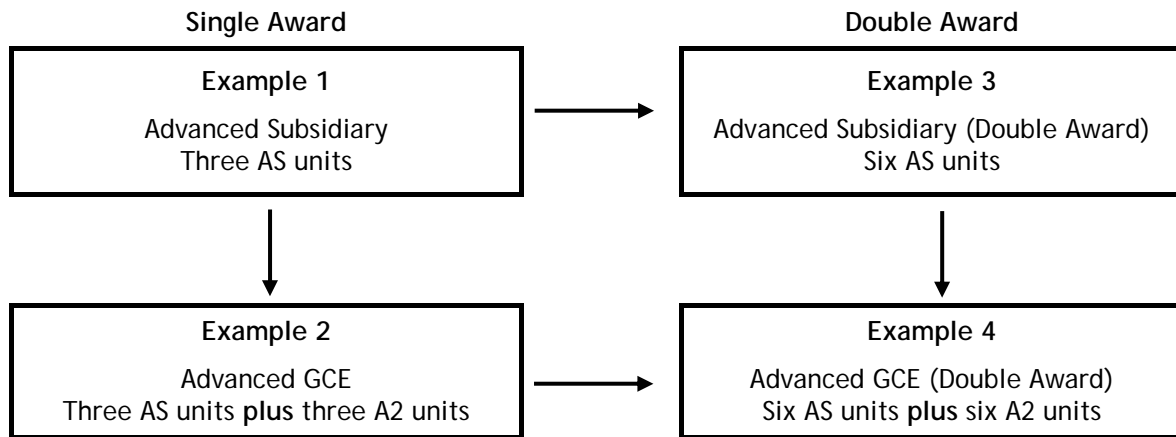 Single Award
Double Award
Example 1
Advanced Subsidiary
Three AS units
Example 3
Advanced Subsidiary (Double Award)
Six AS units
Example 2
Advanced GCE
Three AS units plus three A2 units
Example 4
Advanced GCE (Double Award)
Six AS units plus six A2 units